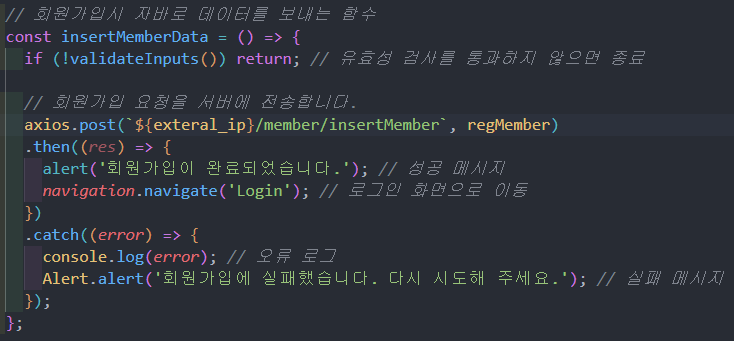 // 회원가입시 자바로 데이터를 보내는 함수
const insertMemberData = () => {
if (!validateInputs()) return; // 유효성 검사를 통과하지 않으면 종료
// 회원가입 요청을 서버에 전송합니다.
axios.post(`${exteral_ip}/member/insertMember`, regMember)
.then((res) => {
alert('회원가입이 완료되었습니다.'); // 성공 메시지
navigation.navigate('Login'); // 로그인 화면으로 이동
})
.catch((error) => {
console.log(error); // 오류 로그
Alert.alert('회원가입에 실패했습니다. 다시 시도해 주세요.'); // 실패 메시지
});
};